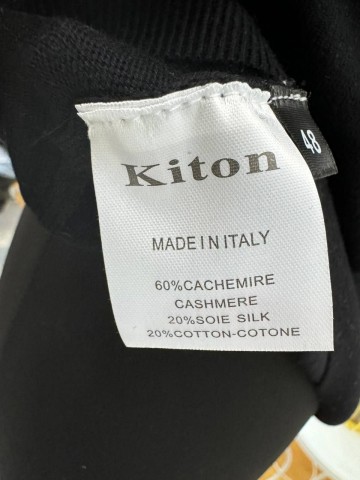 Kiton
48
MADE IN ITALY
60%CACHEMIRE
CASHMERE
20%SOIE SILK
20%COTTON-COTONE